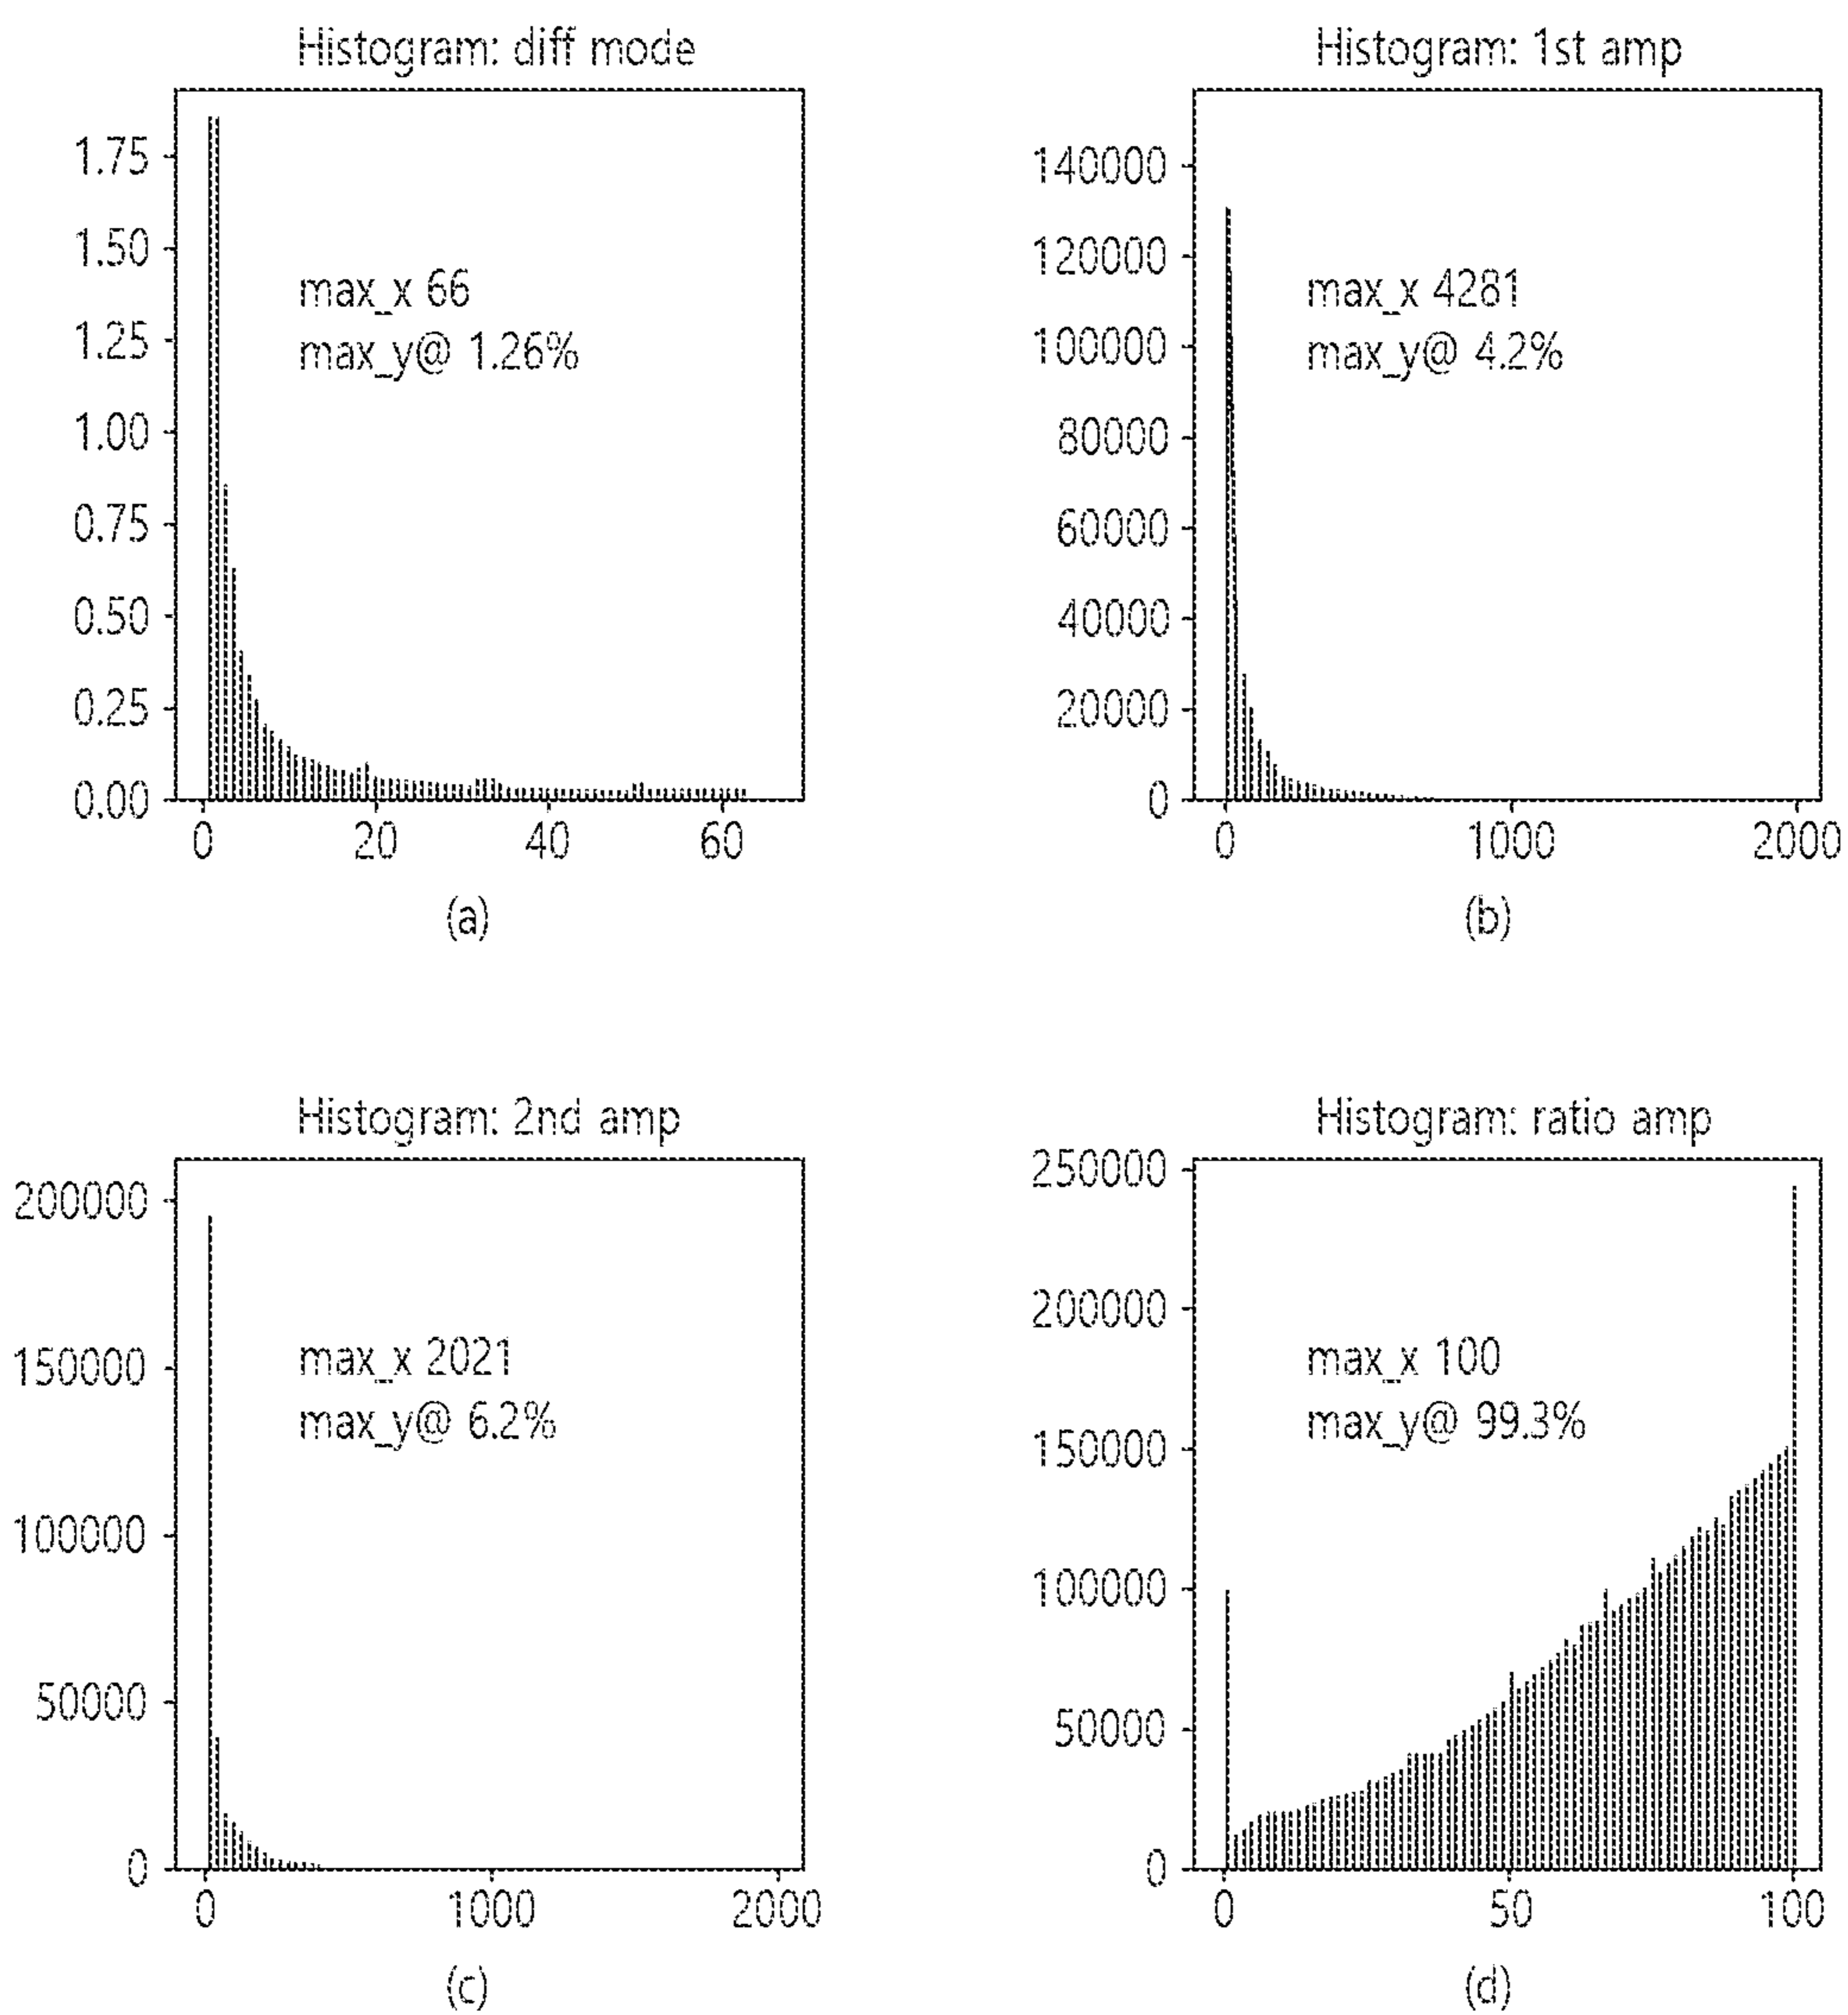 Histogram: diff mode
1.75
1.50
1.25
1.00
0.75
0.50
0.25
0.00
max_x 66
max_y@ 1.26%
0 20 40 60
(a)
Histogram: 1st amp
140000
120000
100000
80000
60000
40000
20000
0
max_x 4281
max_y@ 4.2%
0 1000 2000
(b)
Histogram: 2nd amp
200000
150000
100000
50000
0
max_x 2021
max_y@ 6.2%
0 1000 2000
(c)
Histogram: ratio amp
250000
200000
150000
100000
50000
0
max_x 100
max_y@ 99.3%
0 50 100
(d)